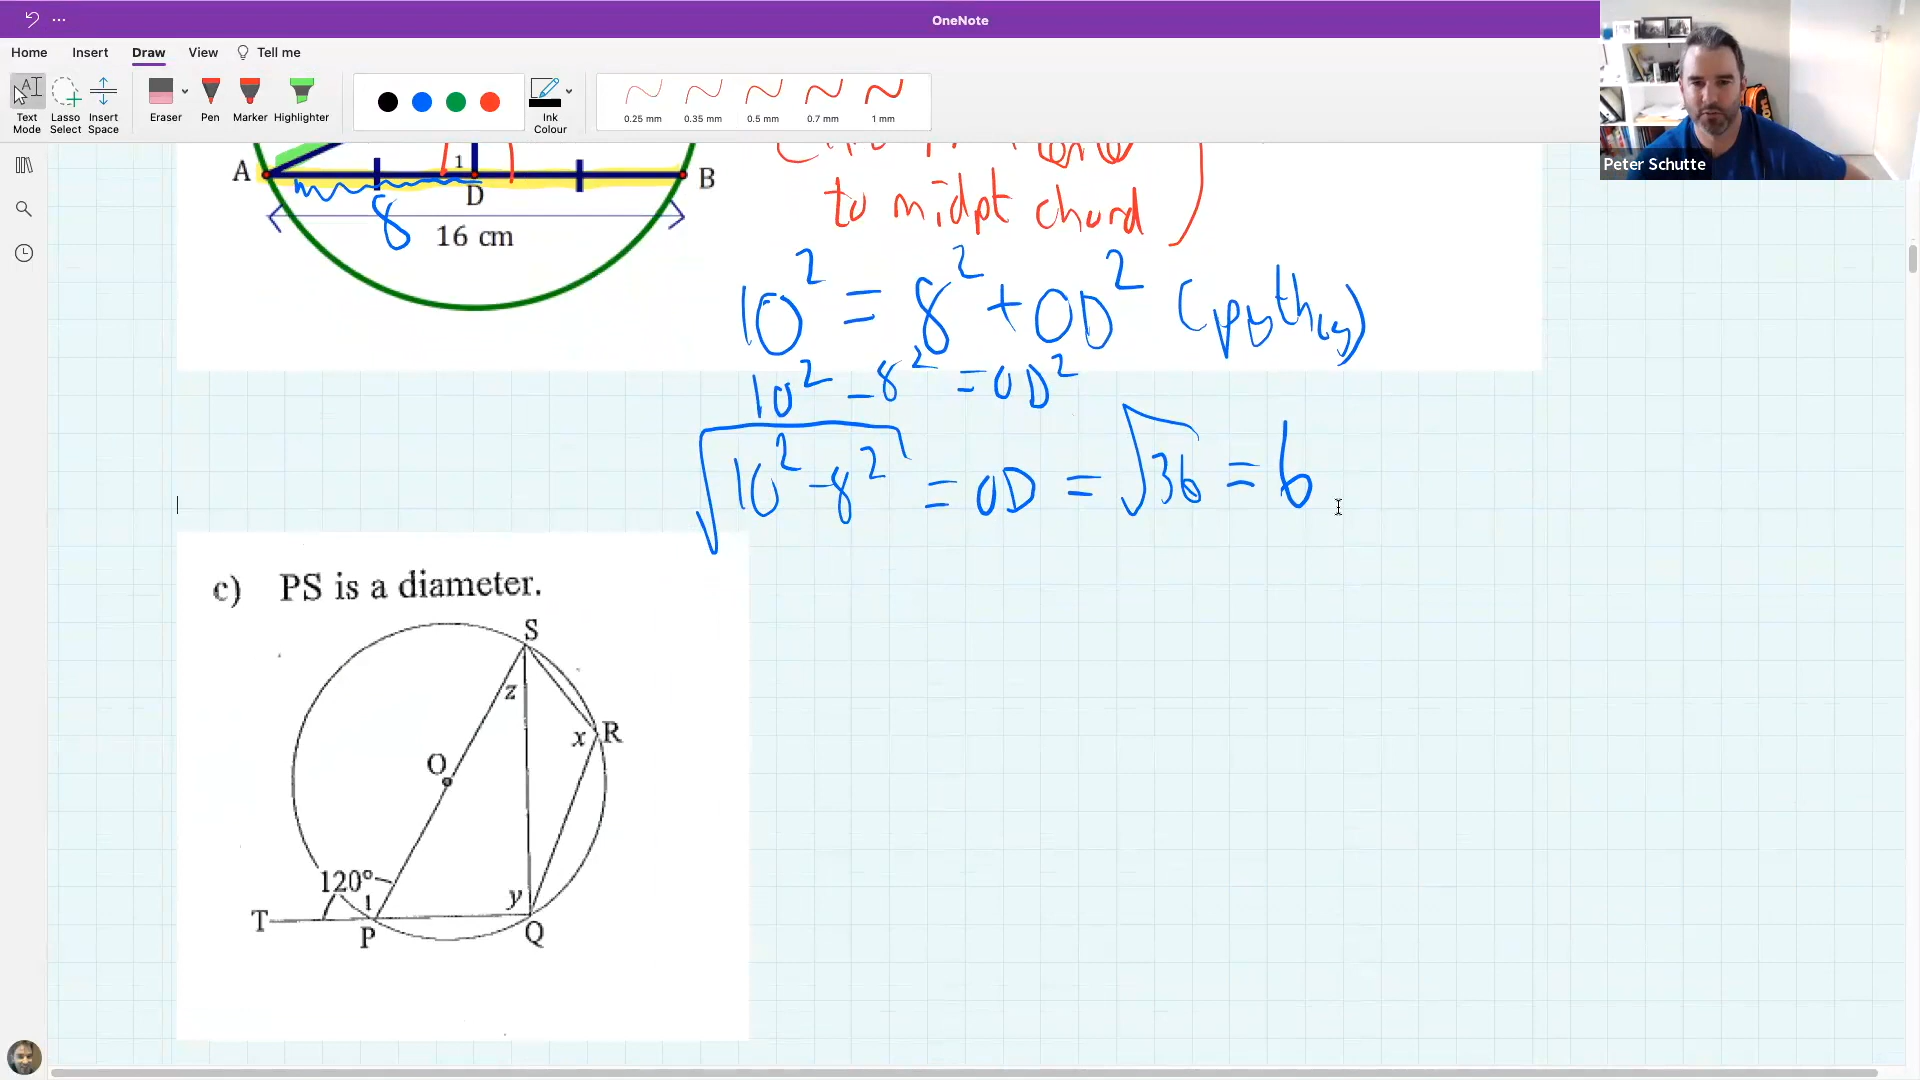 OneNote
Home Insert Draw View Tell me
Text Mode
Lasso Select
Insert Space
Eraser
Pen
Marker
Highlighter
Ink Colour
0.25 mm
0.35 mm
0.5 mm
0.7 mm
1 mm
Peter Schutte
A 1 B
D
8 16 cm
to midpt chord
10² = 8² + OD² (pythag)
10² - 8² = OD²
√10² - 8² = OD = √36 = 6
c) PS is a diameter.
S
z
x R
O
120°
1 y
T P Q